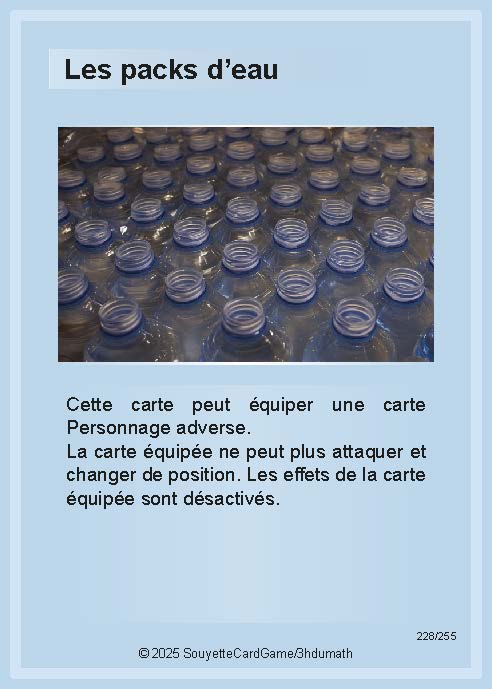 Les packs d’eau
Cette carte peut équiper une carte
Personnage adverse.
La carte équipée ne peut plus attaquer et
changer de position. Les effets de la carte
équipée sont désactivés.
228/255
© 2025 SouyetteCardGame/3hdumath